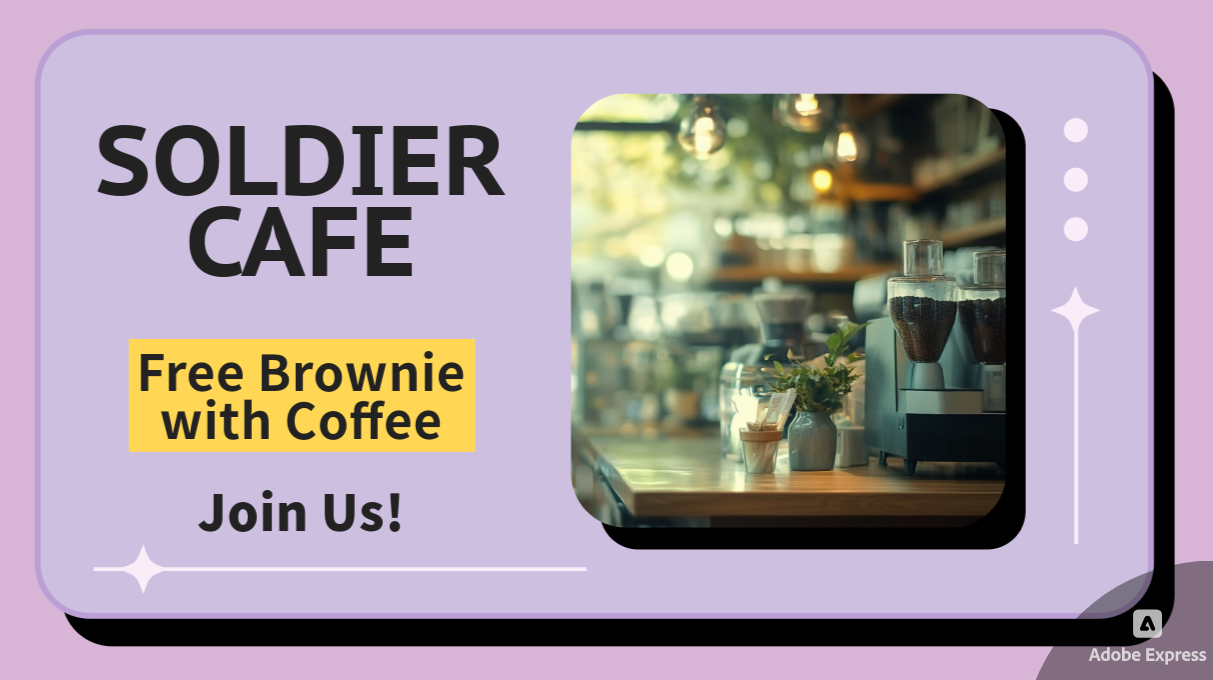 SOLDIER
CAFE
Free Brownie
with Coffee
Join Us!
Adobe Express